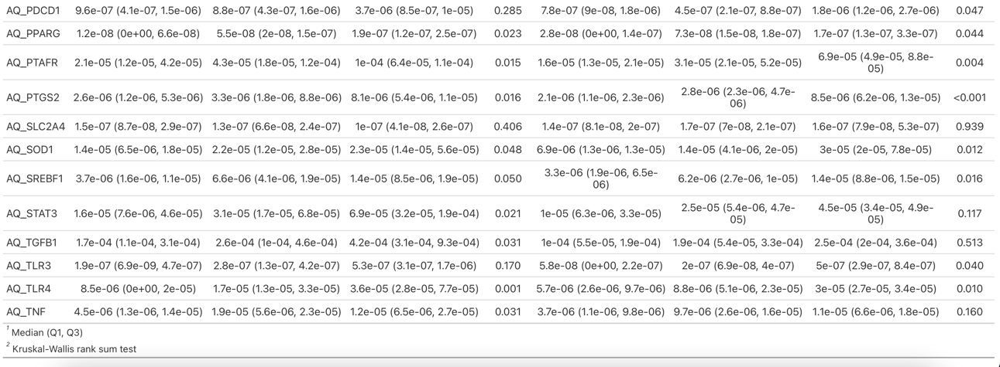 AQ_PDCD1 9.6e-07 (4.1e-07, 1.5e-06) 8.8e-07 (4.3e-07, 1.6e-06) 3.7e-06 (8.5e-07, 1e-05) 0.285 7.8e-07 (9e-08, 1.8e-06) 4.5e-07 (2.1e-07, 8.8e-07) 1.8e-06 (1.2e-06, 2.7e-06) 0.047
AQ_PPARG 1.2e-08 (0e+00, 6.6e-08) 5.5e-08 (2e-08, 1.5e-07) 1.9e-07 (1.2e-07, 2.5e-07) 0.023 2.8e-08 (0e+00, 1.4e-07) 7.3e-08 (1.5e-08, 1.8e-07) 1.7e-07 (1.3e-07, 3.3e-07) 0.044
AQ_PTAFR 2.1e-05 (1.2e-05, 4.2e-05) 4.3e-05 (1.8e-05, 1.2e-04) 1e-04 (6.4e-05, 1.1e-04) 0.015 1.6e-05 (1.3e-05, 2.1e-05) 3.1e-05 (2.1e-05, 5.2e-05) 6.9e-05 (4.9e-05, 8.8e-
05) 0.004
AQ_PTGS2 2.6e-06 (1.2e-06, 5.3e-06) 3.3e-06 (1.8e-06, 8.8e-06) 8.1e-06 (5.4e-06, 1.1e-05) 0.016 2.1e-06 (1.1e-06, 2.3e-06) 2.8e-06 (2.3e-06, 4.7e-
06) 8.5e-06 (6.2e-06, 1.3e-05) <0.001
AQ_SLC2A4 1.5e-07 (8.7e-08, 2.9e-07) 1.3e-07 (6.6e-08, 2.4e-07) 1e-07 (4.1e-08, 2.6e-07) 0.406 1.4e-07 (8.1e-08, 2e-07) 1.7e-07 (7e-08, 2.1e-07) 1.6e-07 (7.9e-08, 5.3e-07) 0.939
AQ_SOD1 1.4e-05 (6.5e-06, 1.8e-05) 2.2e-05 (1.2e-05, 2.8e-05) 2.3e-05 (1.4e-05, 5.6e-05) 0.048 6.9e-06 (1.3e-06, 1.3e-05) 1.4e-05 (4.1e-06, 2e-05) 3e-05 (2e-05, 7.8e-05) 0.012
AQ_SREBF1 3.7e-06 (1.6e-06, 1.1e-05) 6.6e-06 (4.1e-06, 1.9e-05) 1.4e-05 (8.5e-06, 1.9e-05) 0.050 3.3e-06 (1.9e-06, 6.5e-
06) 6.2e-06 (2.7e-06, 1e-05) 1.4e-05 (8.8e-06, 1.5e-05) 0.016
AQ_STAT3 1.6e-05 (7.6e-06, 4.6e-05) 3.1e-05 (1.7e-05, 6.8e-05) 6.9e-05 (3.2e-05, 1.9e-04) 0.021 1e-05 (6.3e-06, 3.3e-05) 2.5e-05 (5.4e-06, 4.7e-
05) 4.5e-05 (3.4e-05, 4.9e-
05) 0.117
AQ_TGFB1 1.7e-04 (1.1e-04, 3.1e-04) 2.6e-04 (1e-04, 4.6e-04) 4.2e-04 (3.1e-04, 9.3e-04) 0.031 1e-04 (5.5e-05, 1.9e-04) 1.9e-04 (5.4e-05, 3.3e-04) 2.5e-04 (2e-04, 3.6e-04) 0.513
AQ_TLR3 1.9e-07 (6.9e-09, 4.7e-07) 2.8e-07 (1.3e-07, 4.2e-07) 5.3e-07 (3.1e-07, 1.7e-06) 0.170 5.8e-08 (0e+00, 2.2e-07) 2e-07 (6.9e-08, 4e-07) 5e-07 (2.9e-07, 8.4e-07) 0.040
AQ_TLR4 8.5e-06 (0e+00, 2e-05) 1.7e-05 (1.3e-05, 3.3e-05) 3.6e-05 (2.8e-05, 7.7e-05) 0.001 5.7e-06 (2.6e-06, 9.7e-06) 8.8e-06 (5.1e-06, 2.3e-05) 3e-05 (2.7e-05, 3.4e-05) 0.010
AQ_TNF 4.5e-06 (1.3e-06, 1.4e-05) 1.9e-05 (5.6e-06, 2.3e-05) 1.2e-05 (6.5e-06, 2.7e-05) 0.031 3.7e-06 (1.1e-06, 9.8e-06) 9.7e-06 (2.6e-06, 1.6e-05) 1.1e-05 (6.6e-06, 1.8e-05) 0.160
1 Median (Q1, Q3)
2 Kruskal-Wallis rank sum test